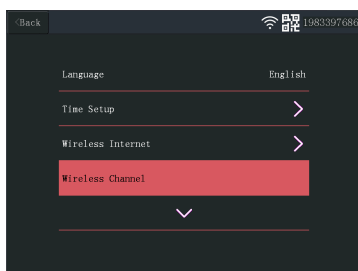 <Back
1983397686
Language English
Time Setup
Wireless Internet
Wireless Channel